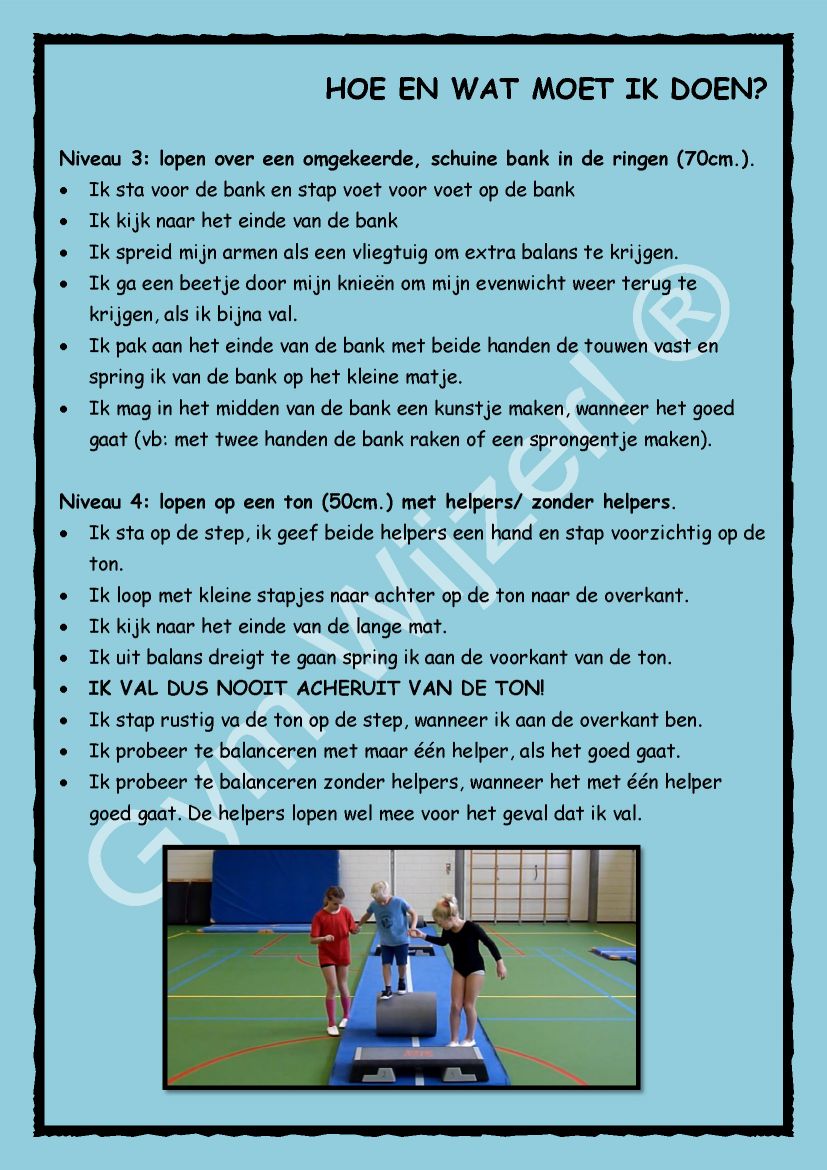 HOE EN WAT MOET IK DOEN?
Niveau 3: lopen over een omgekeerde, schuine bank in de ringen (70cm.).
• Ik sta voor de bank en stap voet voor voet op de bank
• Ik kijk naar het einde van de bank
• Ik spreid mijn armen als een vliegtuig om extra balans te krijgen.
• Ik ga een beetje door mijn knieën om mijn evenwicht weer terug te
krijgen, als ik bijna val.
• Ik pak aan het einde van de bank met beide handen de touwen vast en
spring ik van de bank op het kleine matje.
• Ik mag in het midden van de bank een kunstje maken, wanneer het goed
gaat (vb: met twee handen de bank raken of een sprongentje maken).
Niveau 4: lopen op een ton (50cm.) met helpers/ zonder helpers.
• Ik sta op de step, ik geef beide helpers een hand en stap voorzichtig op de
ton.
• Ik loop met kleine stapjes naar achter op de ton naar de overkant.
• Ik kijk naar het einde van de lange mat.
• Ik uit balans dreigt te gaan spring ik aan de voorkant van de ton.
• IK VAL DUS NOOIT ACHERUIT VAN DE TON!
• Ik stap rustig va de ton op de step, wanneer ik aan de overkant ben.
• Ik probeer te balanceren met maar één helper, als het goed gaat.
• Ik probeer te balanceren zonder helpers, wanneer het met één helper
goed gaat. De helpers lopen wel mee voor het geval dat ik val.
Gym Wijzer! ®